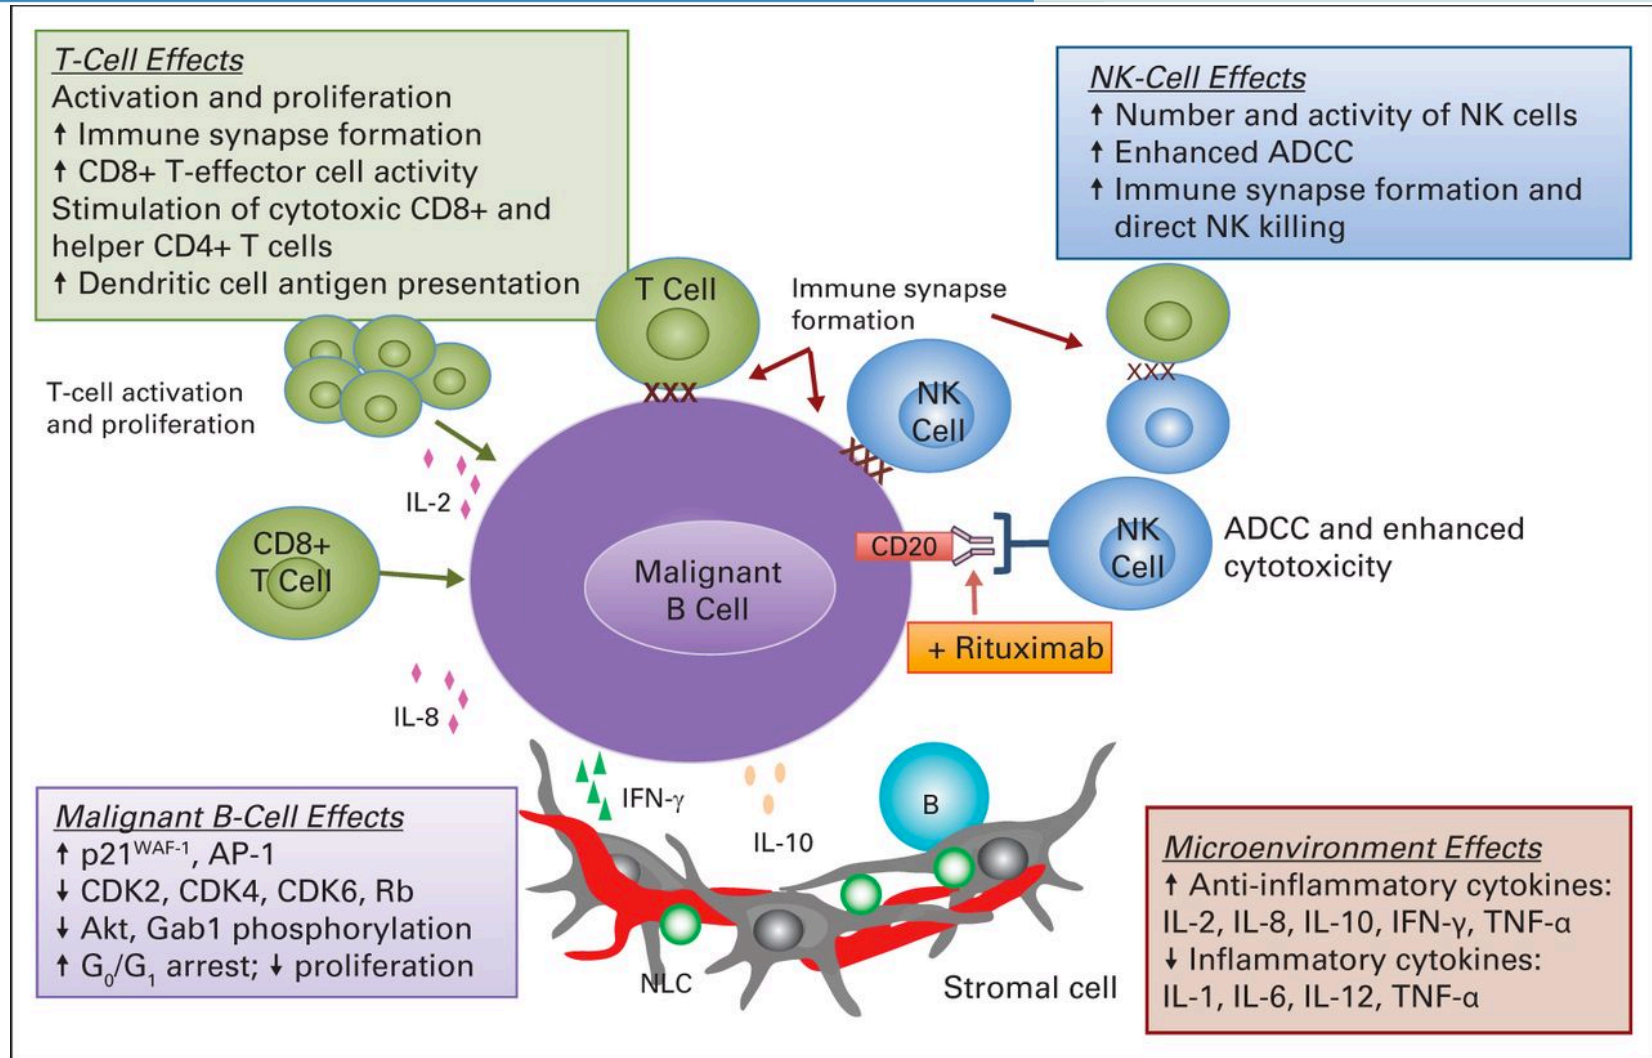 T-Cell Effects
Activation and proliferation
↑ Immune synapse formation
↑ CD8+ T-effector cell activity
Stimulation of cytotoxic CD8+ and
helper CD4+ T cells
↑ Dendritic cell antigen presentation
NK-Cell Effects
↑ Number and activity of NK cells
↑ Enhanced ADCC
↑ Immune synapse formation and
direct NK killing
T Cell
Immune synapse
formation
XXX
T-cell activation
and proliferation
XXX
NK
Cell
XXX
IL-2
CD8+
T Cell
CD20
NK
Cell
ADCC and enhanced
cytotoxicity
Malignant
B Cell
+ Rituximab
IL-8
IFN-γ
IL-10
B
Malignant B-Cell Effects
↑ p21WAF-1, AP-1
↓ CDK2, CDK4, CDK6, Rb
↓ Akt, Gab1 phosphorylation
↑ G0/G1 arrest; ↓ proliferation
NLC
Stromal cell
Microenvironment Effects
↑ Anti-inflammatory cytokines:
IL-2, IL-8, IL-10, IFN-γ, TNF-α
↓ Inflammatory cytokines:
IL-1, IL-6, IL-12, TNF-α